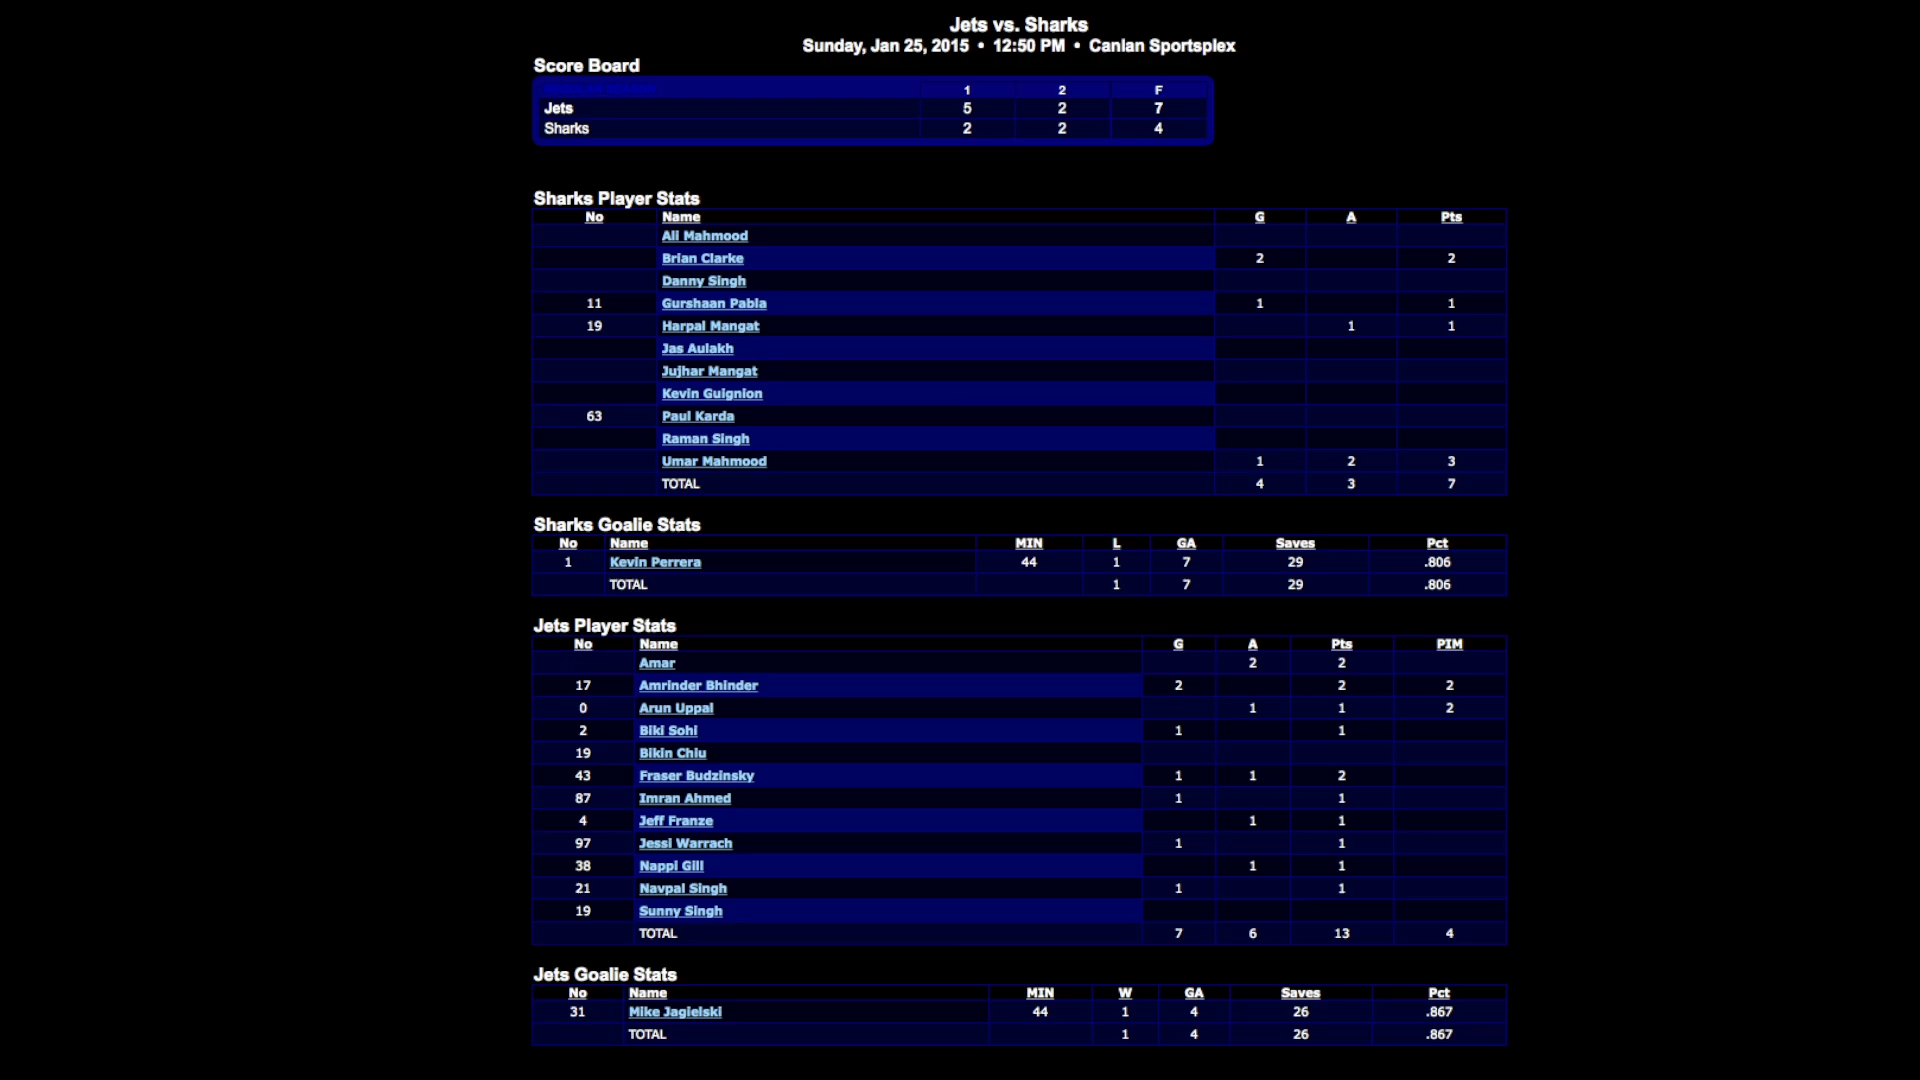 Jets vs. Sharks
Sunday, Jan 25, 2015 • 12:50 PM • Canlan Sportsplex
Score Board
1 2 F
Jets 5 2 7
Sharks 2 2 4
Sharks Player Stats
No Name G A Pts
Ali Mahmood
Brian Clarke 2 2
Danny Singh
11 Gurshaan Pabla 1 1
19 Harpal Mangat 1 1
Jas Aulakh
Jujhar Mangat
Kevin Guignion
63 Paul Karda
Raman Singh
Umar Mahmood 1 2 3
TOTAL 4 3 7
Sharks Goalie Stats
No Name MIN L GA Saves Pct
1 Kevin Perrera 44 1 7 29 .806
TOTAL 1 7 29 .806
Jets Player Stats
No Name G A Pts PIM
Amar 2 2
17 Amrinder Bhinder 2 2 2
0 Arun Uppal 1 1 2
2 Biki Sohi 1 1
19 Bikin Chiu
43 Fraser Budzinsky 1 1 2
87 Imran Ahmed 1 1
4 Jeff Franze 1 1
97 Jessi Warrach 1 1
38 Nappi Gill 1 1
21 Navpal Singh 1 1
19 Sunny Singh
TOTAL 7 6 13 4
Jets Goalie Stats
No Name MIN W GA Saves Pct
31 Mike Jagielski 44 1 4 26 .867
TOTAL 1 4 26 .867